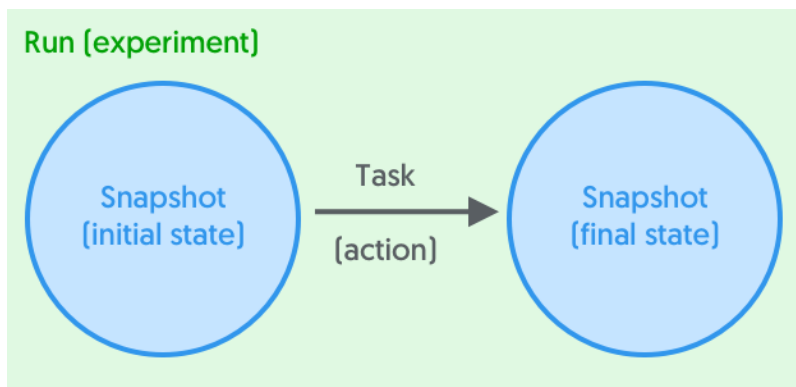 Run (experiment)
Snapshot
(initial state)
Task
(action)
Snapshot
(final state)